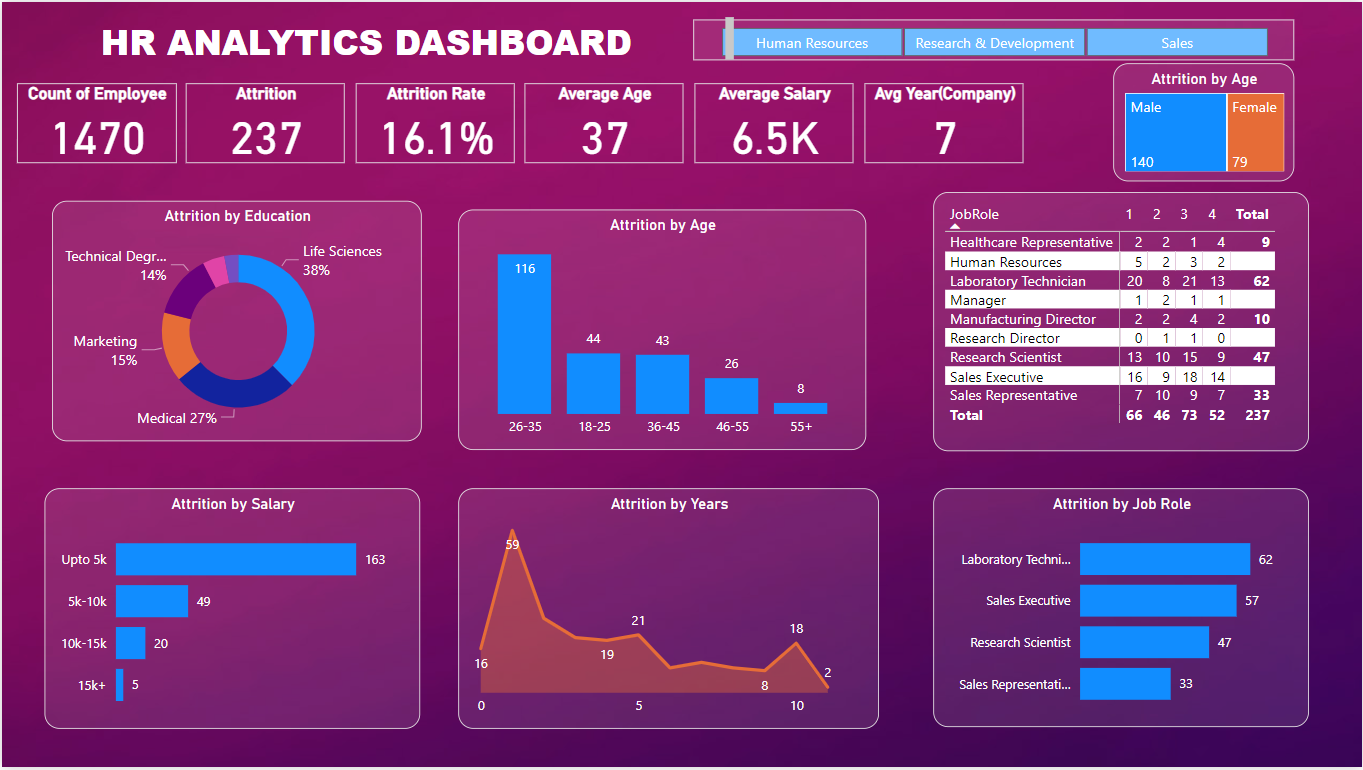 HR ANALYTICS DASHBOARD
Human Resources
Research & Development
Sales
Count of Employee
1470
Attrition
237
Attrition Rate
16.1%
Average Age
37
Average Salary
6.5K
Avg Year(Company)
7
Attrition by Age
Male
Female
140
79
Attrition by Education
Life Sciences
38%
Technical Degr...
14%
Marketing
15%
Medical 27%
Attrition by Age
116
44
43
26
8
26-35
18-25
36-45
46-55
55+
JobRole 1 2 3 4 Total
Healthcare Representative 2 2 1 4 9
Human Resources 5 2 3 2
Laboratory Technician 20 8 21 13 62
Manager 1 2 1 1
Manufacturing Director 2 2 4 2 10
Research Director 0 1 1 0
Research Scientist 13 10 15 9 47
Sales Executive 16 9 18 14
Sales Representative 7 10 9 7 33
Total 66 46 73 52 237
Attrition by Salary
Upto 5k 163
5k-10k 49
10k-15k 20
15k+ 5
Attrition by Years
59
16
19
21
8
18
2
0
5
10
Attrition by Job Role
Laboratory Techni... 62
Sales Executive 57
Research Scientist 47
Sales Representati... 33